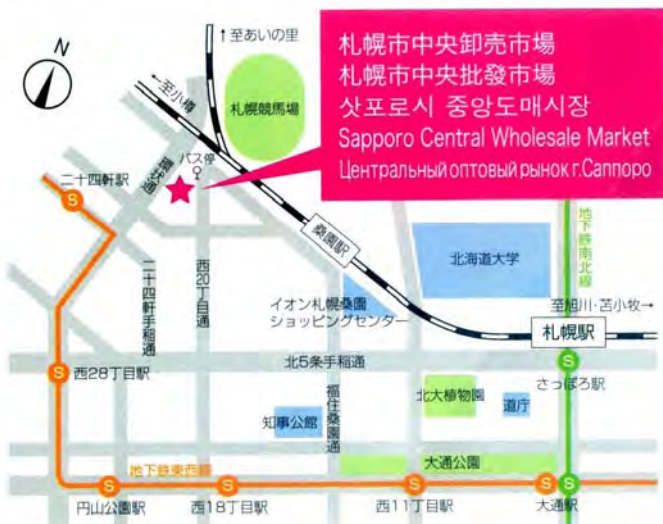 N
↑至あいの里
←至小樽
札幌競馬場
札幌市中央卸売市場
札幌市中央批發市場
삿포로시 중앙도매시장
Sapporo Central Wholesale Market
Центральный оптовый рынок г.Саппоро
バス停
環状通
二十四軒駅
S
桑園駅
地下鉄南北線
北海道大学
二十四軒手稲通
西20丁目通
イオン札幌桑園
ショッピングセンター
至旭川・苫小牧→
札幌駅
北5条手稲通
S
西28丁目駅
S
さっぽろ駅
福住桑園通
北大植物園
道庁
知事公館
大通公園
地下鉄東西線
S
S
S
S
S
円山公園駅
西18丁目駅
西11丁目駅
大通駅